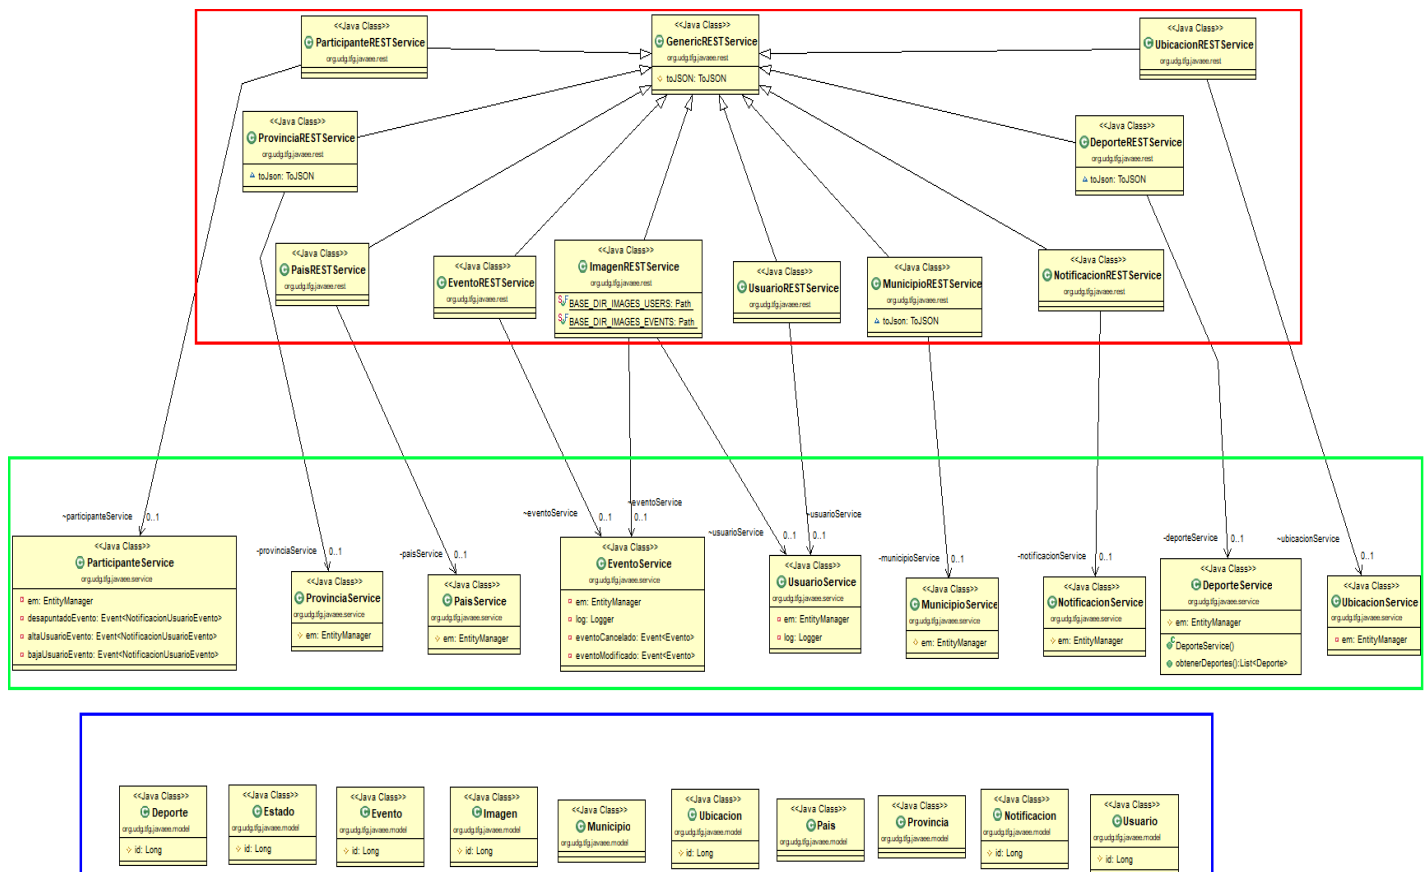 <<Java Class>>
ParticipanteRESTService
org.udg.tfg.javaee.rest
<<Java Class>>
GenericRESTService
org.udg.tfg.javaee.rest
toJSON: ToJSON
<<Java Class>>
UbicacionRESTService
org.udg.tfg.javaee.rest
<<Java Class>>
ProvinciaRESTService
org.udg.tfg.javaee.rest
toJson: ToJSON
<<Java Class>>
DeporteRESTService
org.udg.tfg.javaee.rest
toJson: ToJSON
<<Java Class>>
PaisRESTService
org.udg.tfg.javaee.rest
<<Java Class>>
EventoRESTService
org.udg.tfg.javaee.rest
<<Java Class>>
ImagenRESTService
org.udg.tfg.javaee.rest
BASE_DIR_IMAGES_USERS: Path
BASE_DIR_IMAGES_EVENTS: Path
<<Java Class>>
UsuarioRESTService
org.udg.tfg.javaee.rest
<<Java Class>>
MunicipioRESTService
org.udg.tfg.javaee.rest
toJson: ToJSON
<<Java Class>>
NotificacionRESTService
org.udg.tfg.javaee.rest
~participanteService 0..1
-provinciaService 0..1
-paisService 0..1
~eventoService 0..1
~eventoService
0..1
~usuarioService 0..1
~usuarioService
0..1
-municipioService 0..1
-notificacionService 0..1
-deporteService 0..1
~ubicacionService
0..1
<<Java Class>>
ParticipanteService
org.udg.tfg.javaee.service
em: EntityManager
desapuntadoEvento: Event<NotificacionUsuarioEvento>
altaUsuarioEvento: Event<NotificacionUsuarioEvento>
bajaUsuarioEvento: Event<NotificacionUsuarioEvento>
<<Java Class>>
ProvinciaService
org.udg.tfg.javaee.service
em: EntityManager
<<Java Class>>
PaisService
org.udg.tfg.javaee.service
em: EntityManager
<<Java Class>>
EventoService
org.udg.tfg.javaee.service
em: EntityManager
log: Logger
eventoCancelado: Event<Evento>
eventoModificado: Event<Evento>
<<Java Class>>
UsuarioService
org.udg.tfg.javaee.service
em: EntityManager
log: Logger
<<Java Class>>
MunicipioService
org.udg.tfg.javaee.service
em: EntityManager
<<Java Class>>
NotificacionService
org.udg.tfg.javaee.service
em: EntityManager
<<Java Class>>
DeporteService
org.udg.tfg.javaee.service
em: EntityManager
DeporteService()
obtenerDeportes():List<Deporte>
<<Java Class>>
UbicacionService
org.udg.tfg.javaee.service
em: EntityManager
<<Java Class>>
Deporte
org.udg.tfg.javaee.model
id: Long
<<Java Class>>
Estado
org.udg.tfg.javaee.model
id: Long
<<Java Class>>
Evento
org.udg.tfg.javaee.model
id: Long
<<Java Class>>
Imagen
org.udg.tfg.javaee.model
id: Long
<<Java Class>>
Municipio
org.udg.tfg.javaee.model
<<Java Class>>
Ubicacion
org.udg.tfg.javaee.model
id: Long
<<Java Class>>
Pais
org.udg.tfg.javaee.model
<<Java Class>>
Provincia
org.udg.tfg.javaee.model
<<Java Class>>
Notificacion
org.udg.tfg.javaee.model
id: Long
<<Java Class>>
Usuario
org.udg.tfg.javaee.model
id: Long